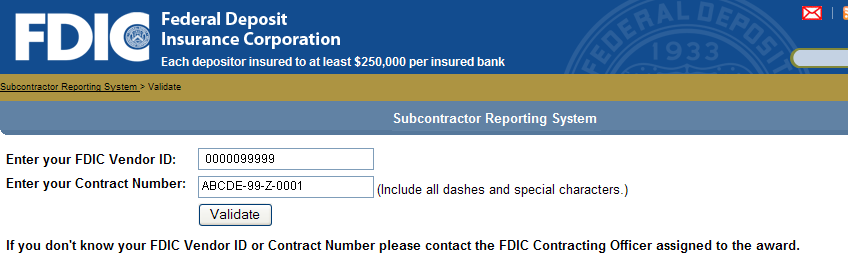 FDIC
Federal Deposit
Insurance Corporation
Each depositor insured to at least $250,000 per insured bank
FEDERAL DEPOSIT
1933
Subcontractor Reporting System > Validate
Subcontractor Reporting System
Enter your FDIC Vendor ID: 0000099999
Enter your Contract Number: ABCDE-99-Z-0001 (Include all dashes and special characters.)
Validate
If you don't know your FDIC Vendor ID or Contract Number please contact the FDIC Contracting Officer assigned to the award.